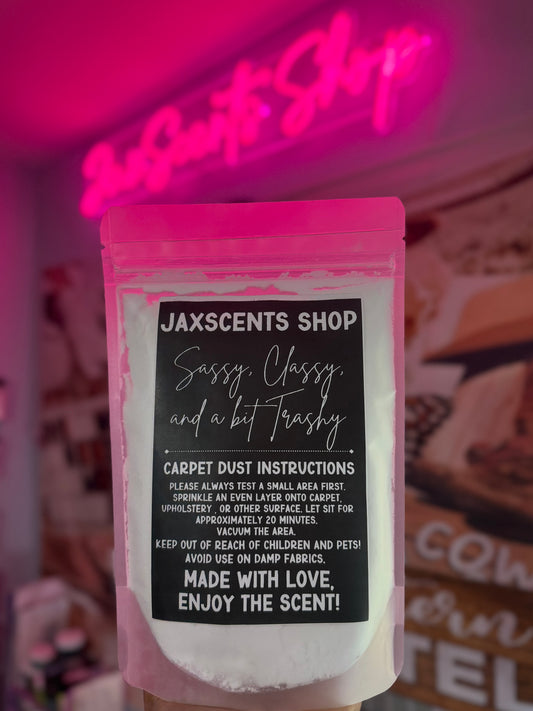 JaxScents Shop
JAXSCENTS SHOP
Sassy, Classy,
and a bit Trashy
CARPET DUST INSTRUCTIONS
PLEASE ALWAYS TEST A SMALL AREA FIRST.
SPRINKLE AN EVEN LAYER ONTO CARPET,
UPHOLSTERY , OR OTHER SURFACE. LET SIT FOR
APPROXIMATELY 20 MINUTES.
VACUUM THE AREA.
KEEP OUT OF REACH OF CHILDREN AND PETS!
AVOID USE ON DAMP FABRICS.
MADE WITH LOVE,
ENJOY THE SCENT!